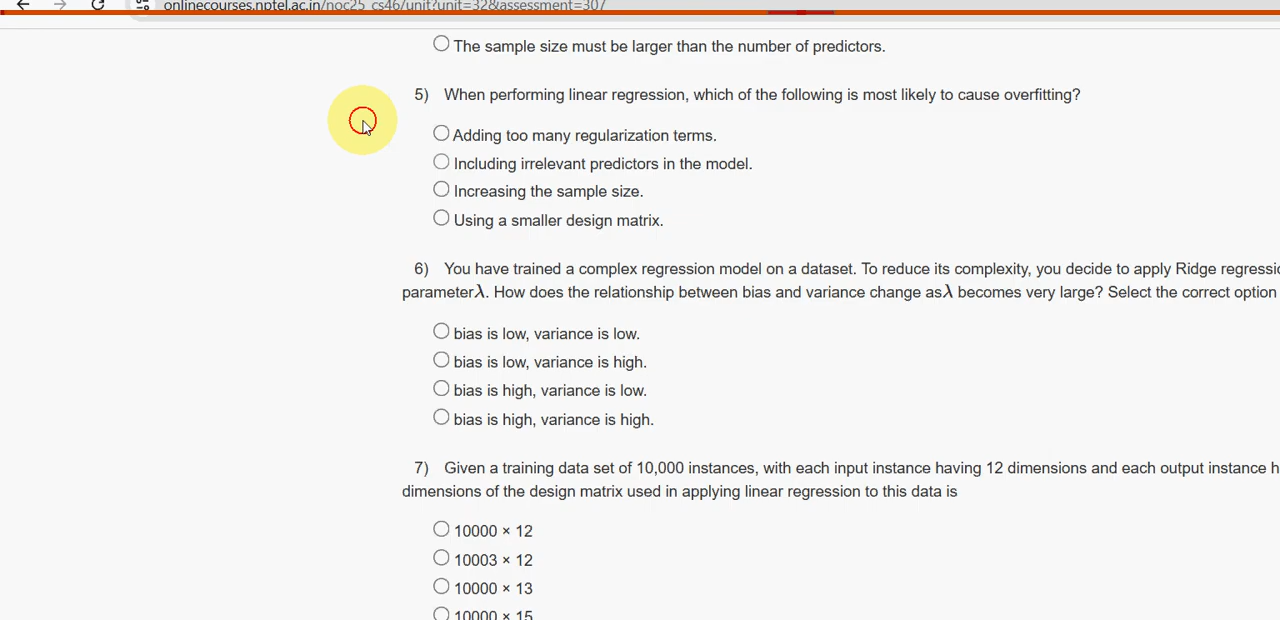 onlinecourses.nptel.ac.in/noc25_cs46/unit?unit=32&assessment=307
The sample size must be larger than the number of predictors.
5) When performing linear regression, which of the following is most likely to cause overfitting?
Adding too many regularization terms.
Including irrelevant predictors in the model.
Increasing the sample size.
Using a smaller design matrix.
6) You have trained a complex regression model on a dataset. To reduce its complexity, you decide to apply Ridge regressi
parameterλ. How does the relationship between bias and variance change asλ becomes very large? Select the correct option
bias is low, variance is low.
bias is low, variance is high.
bias is high, variance is low.
bias is high, variance is high.
7) Given a training data set of 10,000 instances, with each input instance having 12 dimensions and each output instance h
dimensions of the design matrix used in applying linear regression to this data is
10000 × 12
10003 × 12
10000 × 13
10000 × 15